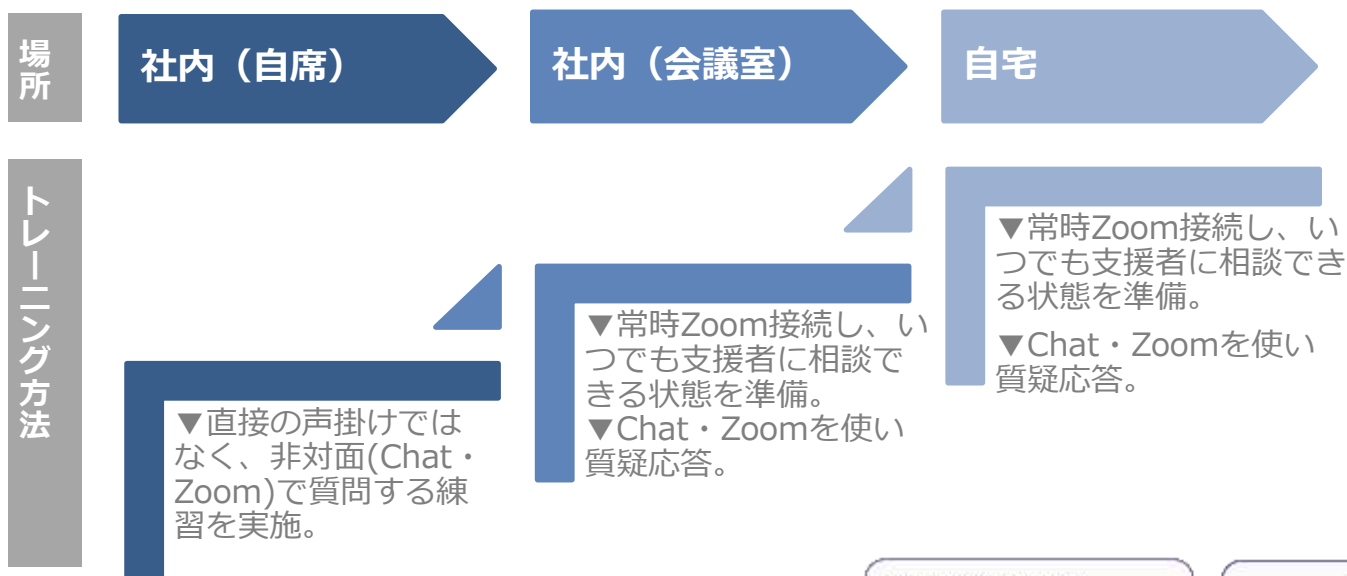 場所
社内（自席）
社内（会議室）
自宅
トレーニング方法
▼直接の声掛けでは
なく、非対面(Chat・
Zoom)で質問する練
習を実施。
▼常時Zoom接続し、い
つでも支援者に相談で
きる状態を準備。
▼Chat・Zoomを使い
質疑応答。
▼常時Zoom接続し、い
つでも支援者に相談でき
る状態を準備。
▼Chat・Zoomを使い
質疑応答。